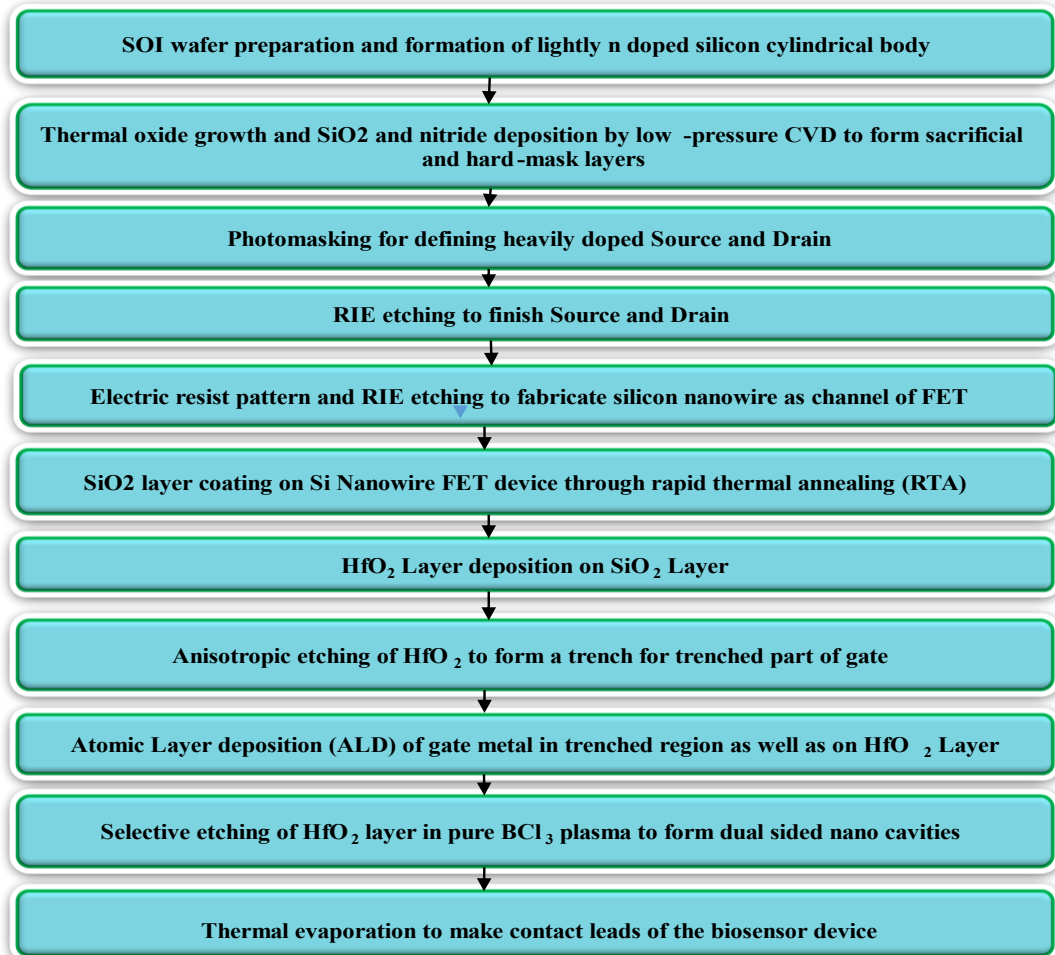 SOI wafer preparation and formation of lightly n doped silicon cylindrical body
Thermal oxide growth and SiO2 and nitride deposition by low -pressure CVD to form sacrificial
and hard-mask layers
Photomasking for defining heavily doped Source and Drain
RIE etching to finish Source and Drain
Electric resist pattern and RIE etching to fabricate silicon nanowire as channel of FET
SiO2 layer coating on Si Nanowire FET device through rapid thermal annealing (RTA)
HfO₂ Layer deposition on SiO₂ Layer
Anisotropic etching of HfO₂ to form a trench for trenched part of gate
Atomic Layer deposition (ALD) of gate metal in trenched region as well as on HfO₂ Layer
Selective etching of HfO₂ layer in pure BCl₃ plasma to form dual sided nano cavities
Thermal evaporation to make contact leads of the biosensor device